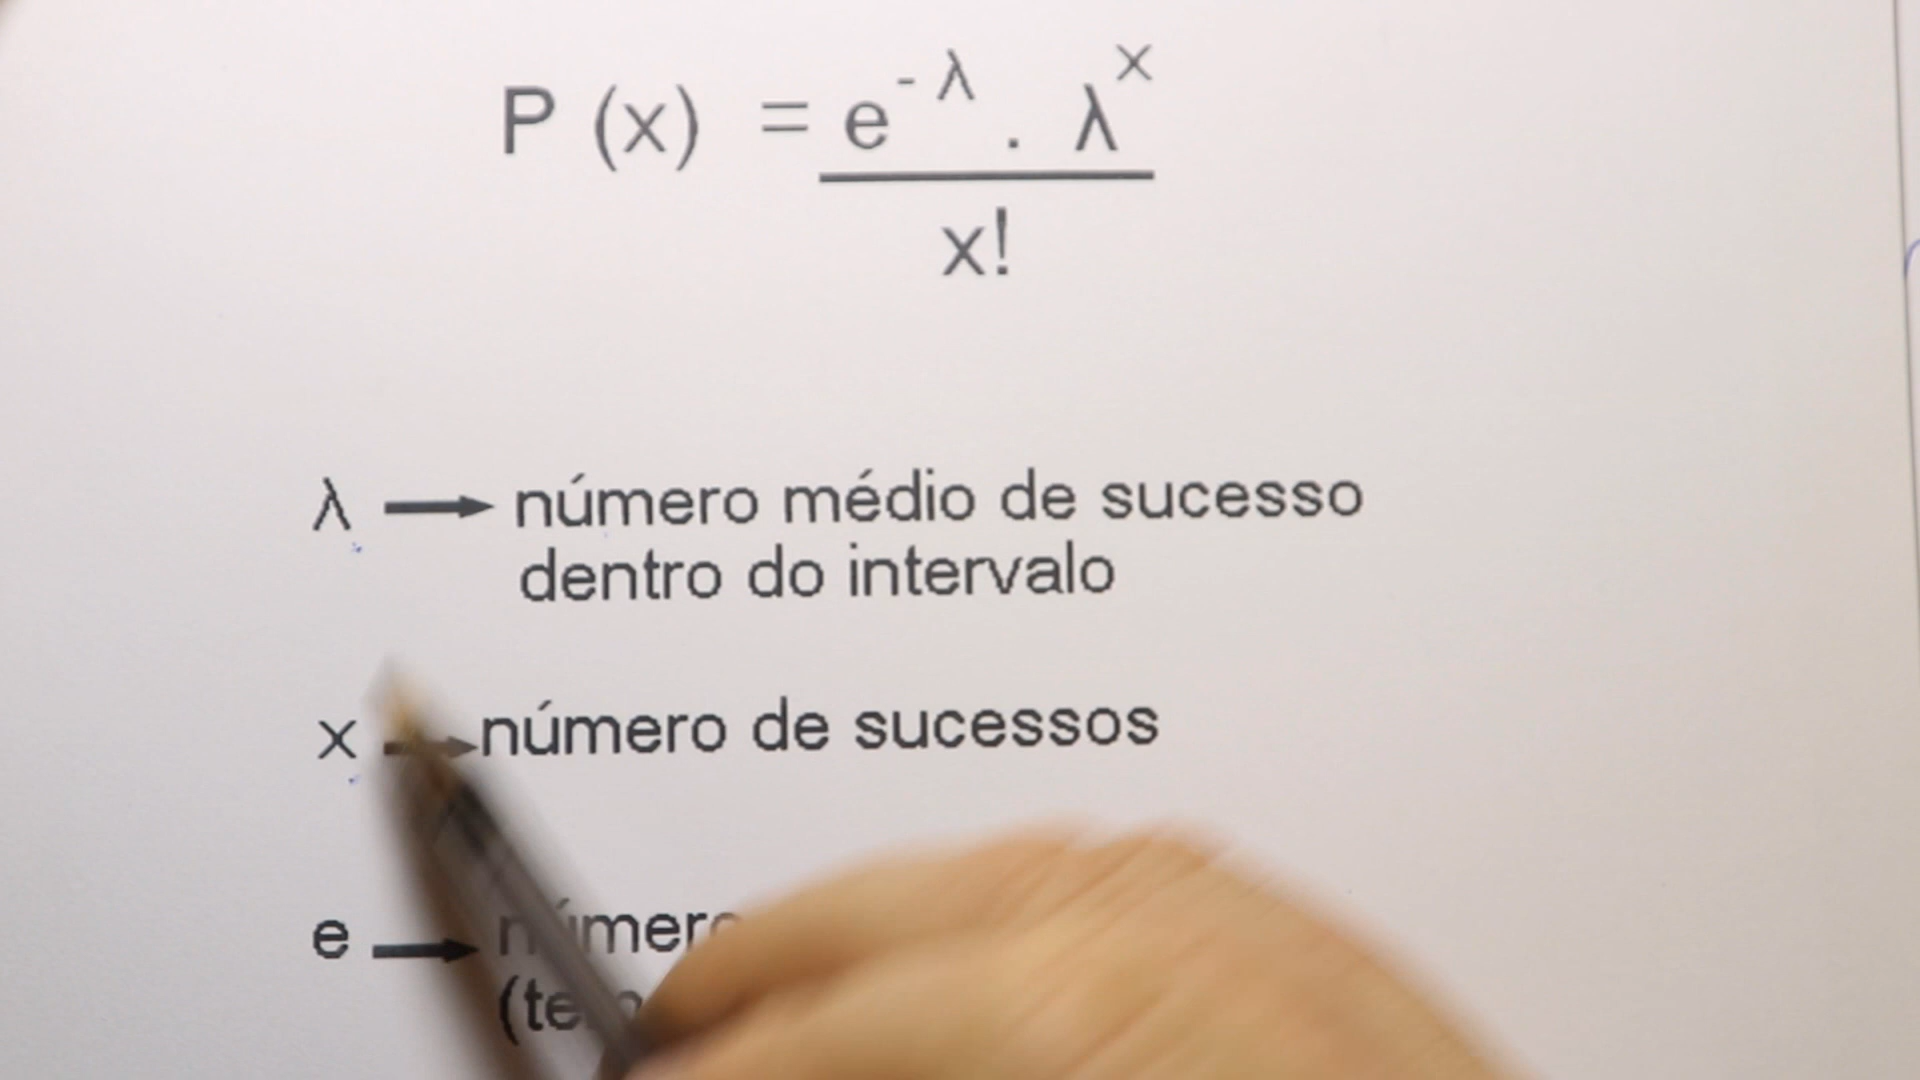 P (x) = e^-λ . λ^x
x!
λ → número médio de sucesso
dentro do intervalo
x → número de sucessos
e →